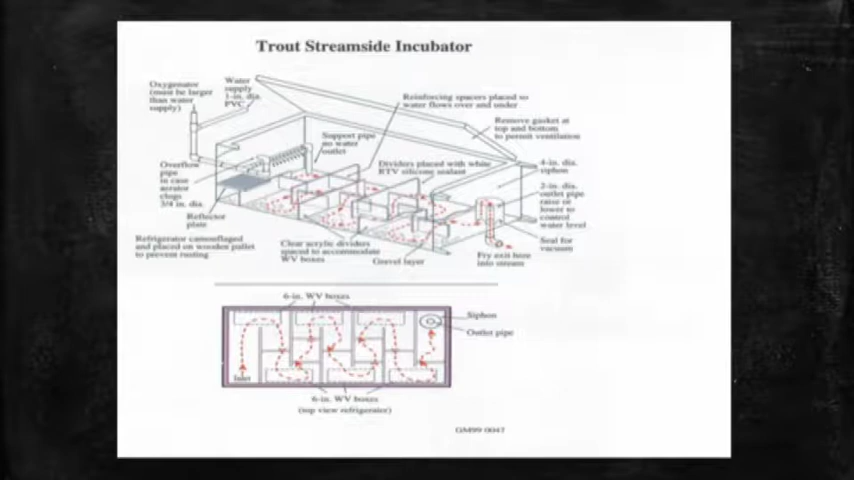 Trout Streamside Incubator
Oxygenator
(must be larger
than water
supply)
Water
supply
1-in. dia.
PVC
Reinforcing spacers placed so
water flows over and under
Remove gasket at
top and bottom
to permit ventilation
Support pipe
no water
outlet
Overflow
pipe
in case
aerator
clogs
3/4 in. dia.
Dividers placed with white
RTV silicone sealant
4-in. dia.
siphon
2-in. dia.
outlet pipe
raise or
lower to
control
water level
Reflector
plate
Refrigerator camouflaged
and placed on wooden pallet
to prevent rusting
Clear acrylic dividers
spaced to accommodate
WV boxes
Gravel layer
Fry exit here
into stream
Seal for
vacuum
6-in. WV boxes
Siphon
Outlet pipe
Inlet
6-in. WV boxes
(top view refrigerator)
GM99 0047